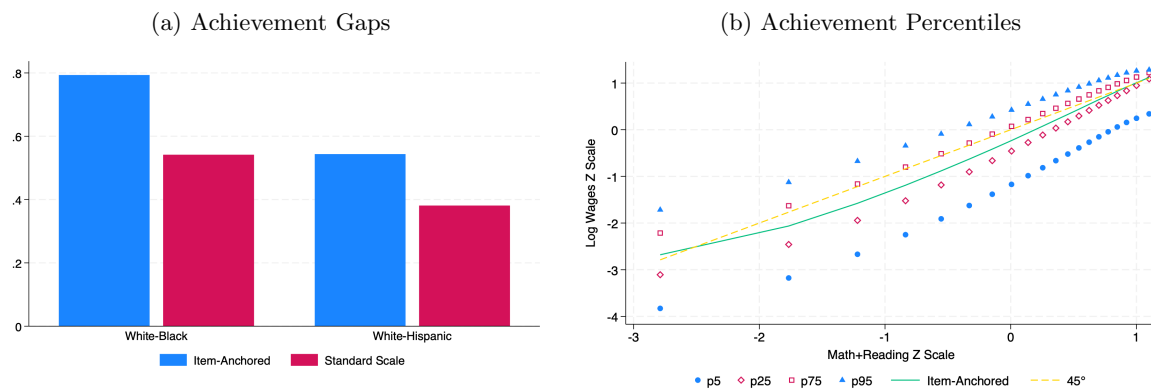 (a) Achievement Gaps
.8
.6
.4
.2
0
White-Black
White-Hispanic
Item-Anchored
Standard Scale
(b) Achievement Percentiles
Log Wages Z Scale
1
0
-1
-2
-3
-4
-3
-2
-1
0
1
Math+Reading Z Scale
p5
p25
p75
p95
Item-Anchored
45°